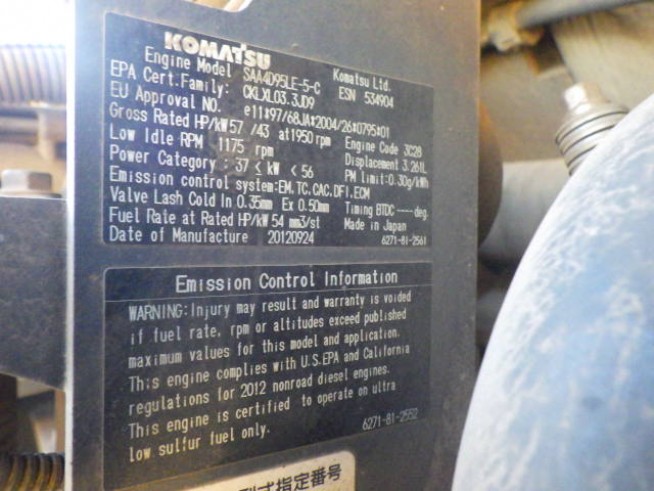 KOMATSU
Engine Model SAA4D95LE-5-C Komatsu Ltd.
EPA Cert.Family: CKLXL03.3JD9 ESN 534904
EU Approval NO. e11*97/68JA*2004/26*0795*01
Gross Rated HP/kW 57 /43 at1950 rpm Engine Code 3C28
Low Idle RPM 1175 rpm Displacement 3.261L
Power Category : 37 ≤ kW < 56 PM limit:0.30g/kWh
Emission control system:EM,TC,CAC,DFI,ECM
Valve Lash Cold In 0.35mm Ex 0.50mm Timing BTDC ---- deg.
Fuel Rate at Rated HP/kW 54 mm3/st Made in Japan
Date of Manufacture 20120924 6271-81-2561
Emission Control Information
WARNING:Injury may result and warranty is voided
if fuel rate, rpm or altitudes exceed published
maximum values for this model and application.
This engine complies with U.S.EPA and California
regulations for 2012 nonroad diesel engines.
This engine is certified to operate on ultra
low sulfur fuel only. 6271-81-2552
式指定番号